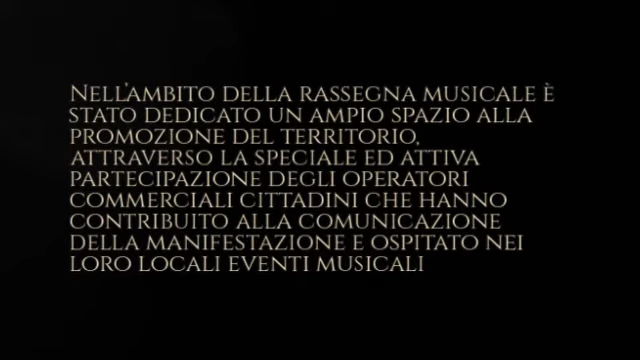 Nell'ambito della rassegna musicale è
stato dedicato un ampio spazio alla
promozione del territorio,
attraverso la speciale ed attiva
partecipazione degli operatori
commerciali cittadini che hanno
contribuito alla comunicazione
della manifestazione e ospitato nei
loro locali eventi musicali